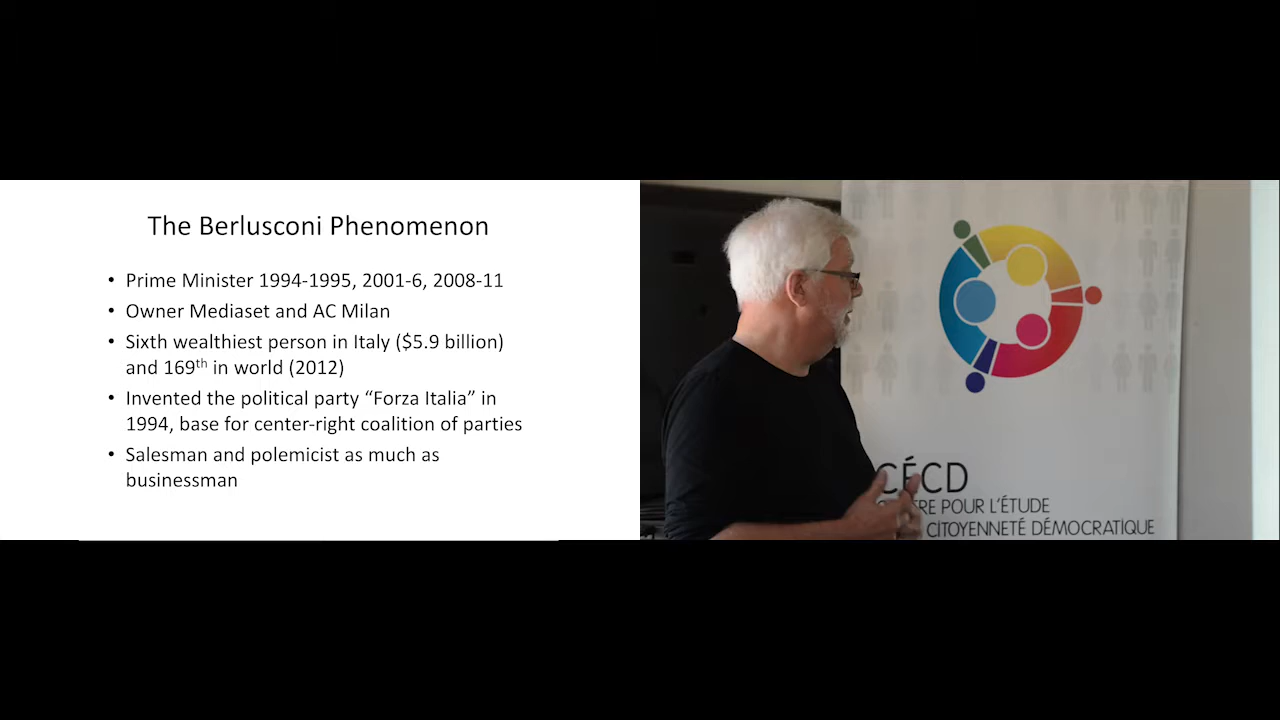 The Berlusconi Phenomenon
• Prime Minister 1994-1995, 2001-6, 2008-11
• Owner Mediaset and AC Milan
• Sixth wealthiest person in Italy ($5.9 billion)
and 169th in world (2012)
• Invented the political party “Forza Italia” in
1994, base for center-right coalition of parties
• Salesman and polemicist as much as
businessman
CÉCD
POUR L'ÉTUDE
CITOYENNETÉ DÉMOCRATIQUE